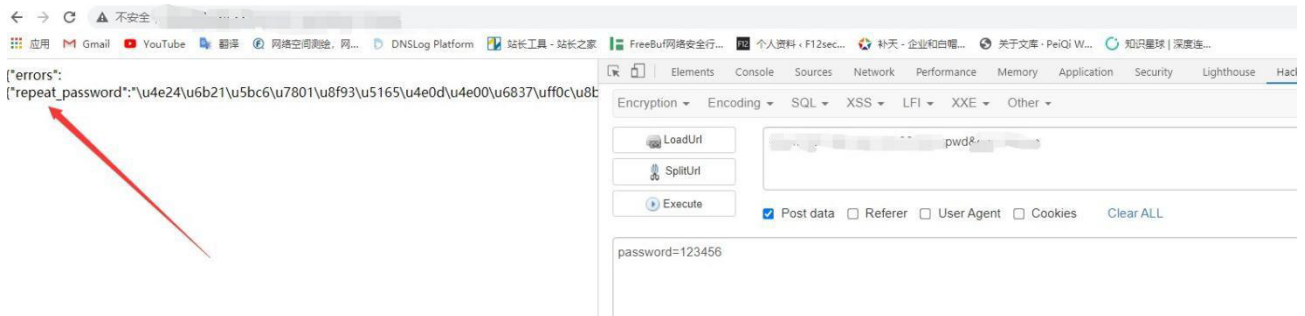 不安全
应用 Gmail YouTube 翻译 网络空间测绘, 网... DNSLog Platform 站长工具 - 站长之家 FreeBuf网络安全行... 个人资料 ‹ F12sec... 补天 - 企业和白帽... 关于文库 · PeiQi W... 知识星球 | 深度连...
{"errors":
{"repeat_password":"\u4e24\u6b21\u5bc6\u7801\u8f93\u5165\u4e0d\u4e00\u6837\uff0c\u8b
Elements Console Sources Network Performance Memory Application Security Lighthouse Hac
Encryption Encoding SQL XSS LFI XXE Other
LoadUrl
pwd&
SplitUrl
Execute
Post data Referer User Agent Cookies Clear ALL
password=123456